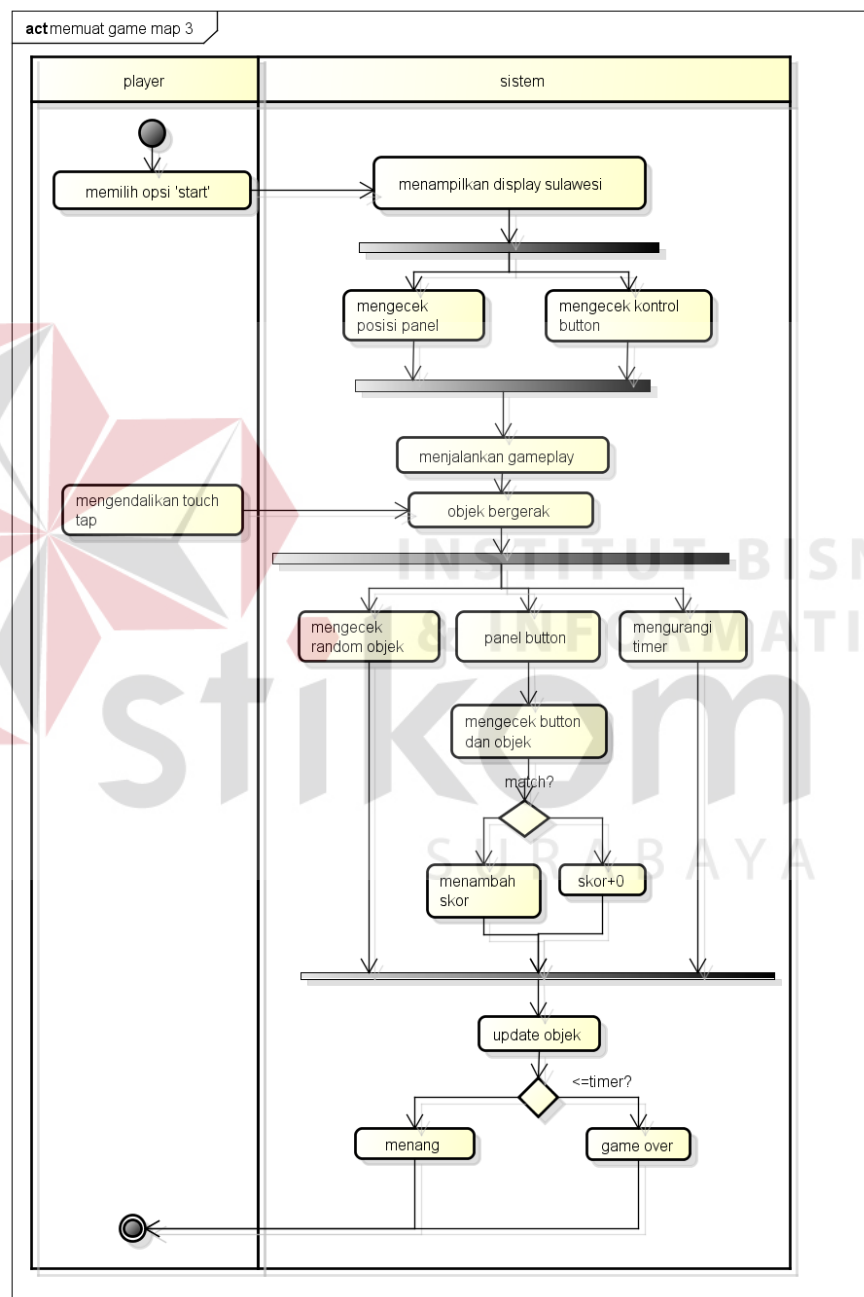 act memuat game map 3
player
sistem
memilih opsi 'start'
menampilkan display sulawesi
mengecek
posisi panel
mengecek kontrol
button
menjalankan gameplay
mengendalikan touch
tap
objek bergerak
INSTITUT BISN
& INFORMATI
mengecek
random objek
panel button
mengurangi
timer
stikom
mengecek button
dan objek
match?
SURABAYA
menambah
skor
skor+0
update objek
<=timer?
menang
game over